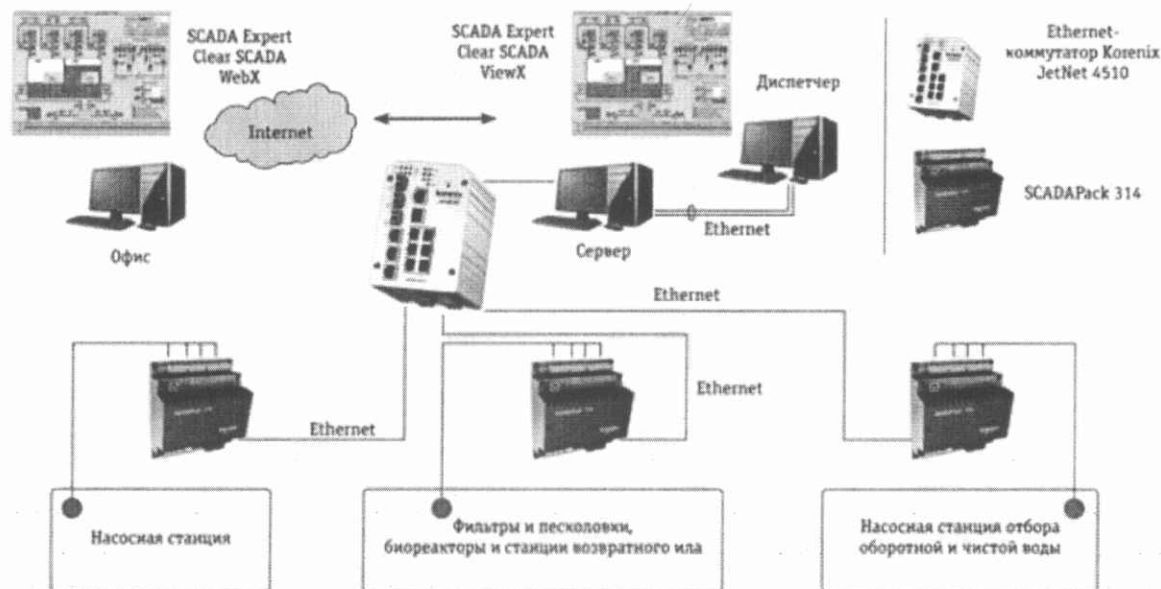 SCADA Expert
Clear SCADA
WebX
SCADA Expert
Clear SCADA
ViewX
Диспетчер
Ethernet-
коммутатор Korenix
JetNet 4510
Internet
SCADAPack 314
Офис
Сервер
Ethernet
Ethernet
Ethernet
Ethernet
Насосная станция
Фильтры и песколовки,
биореакторы и станции возвратного ила
Насосная станция отбора
оборотной и чистой воды